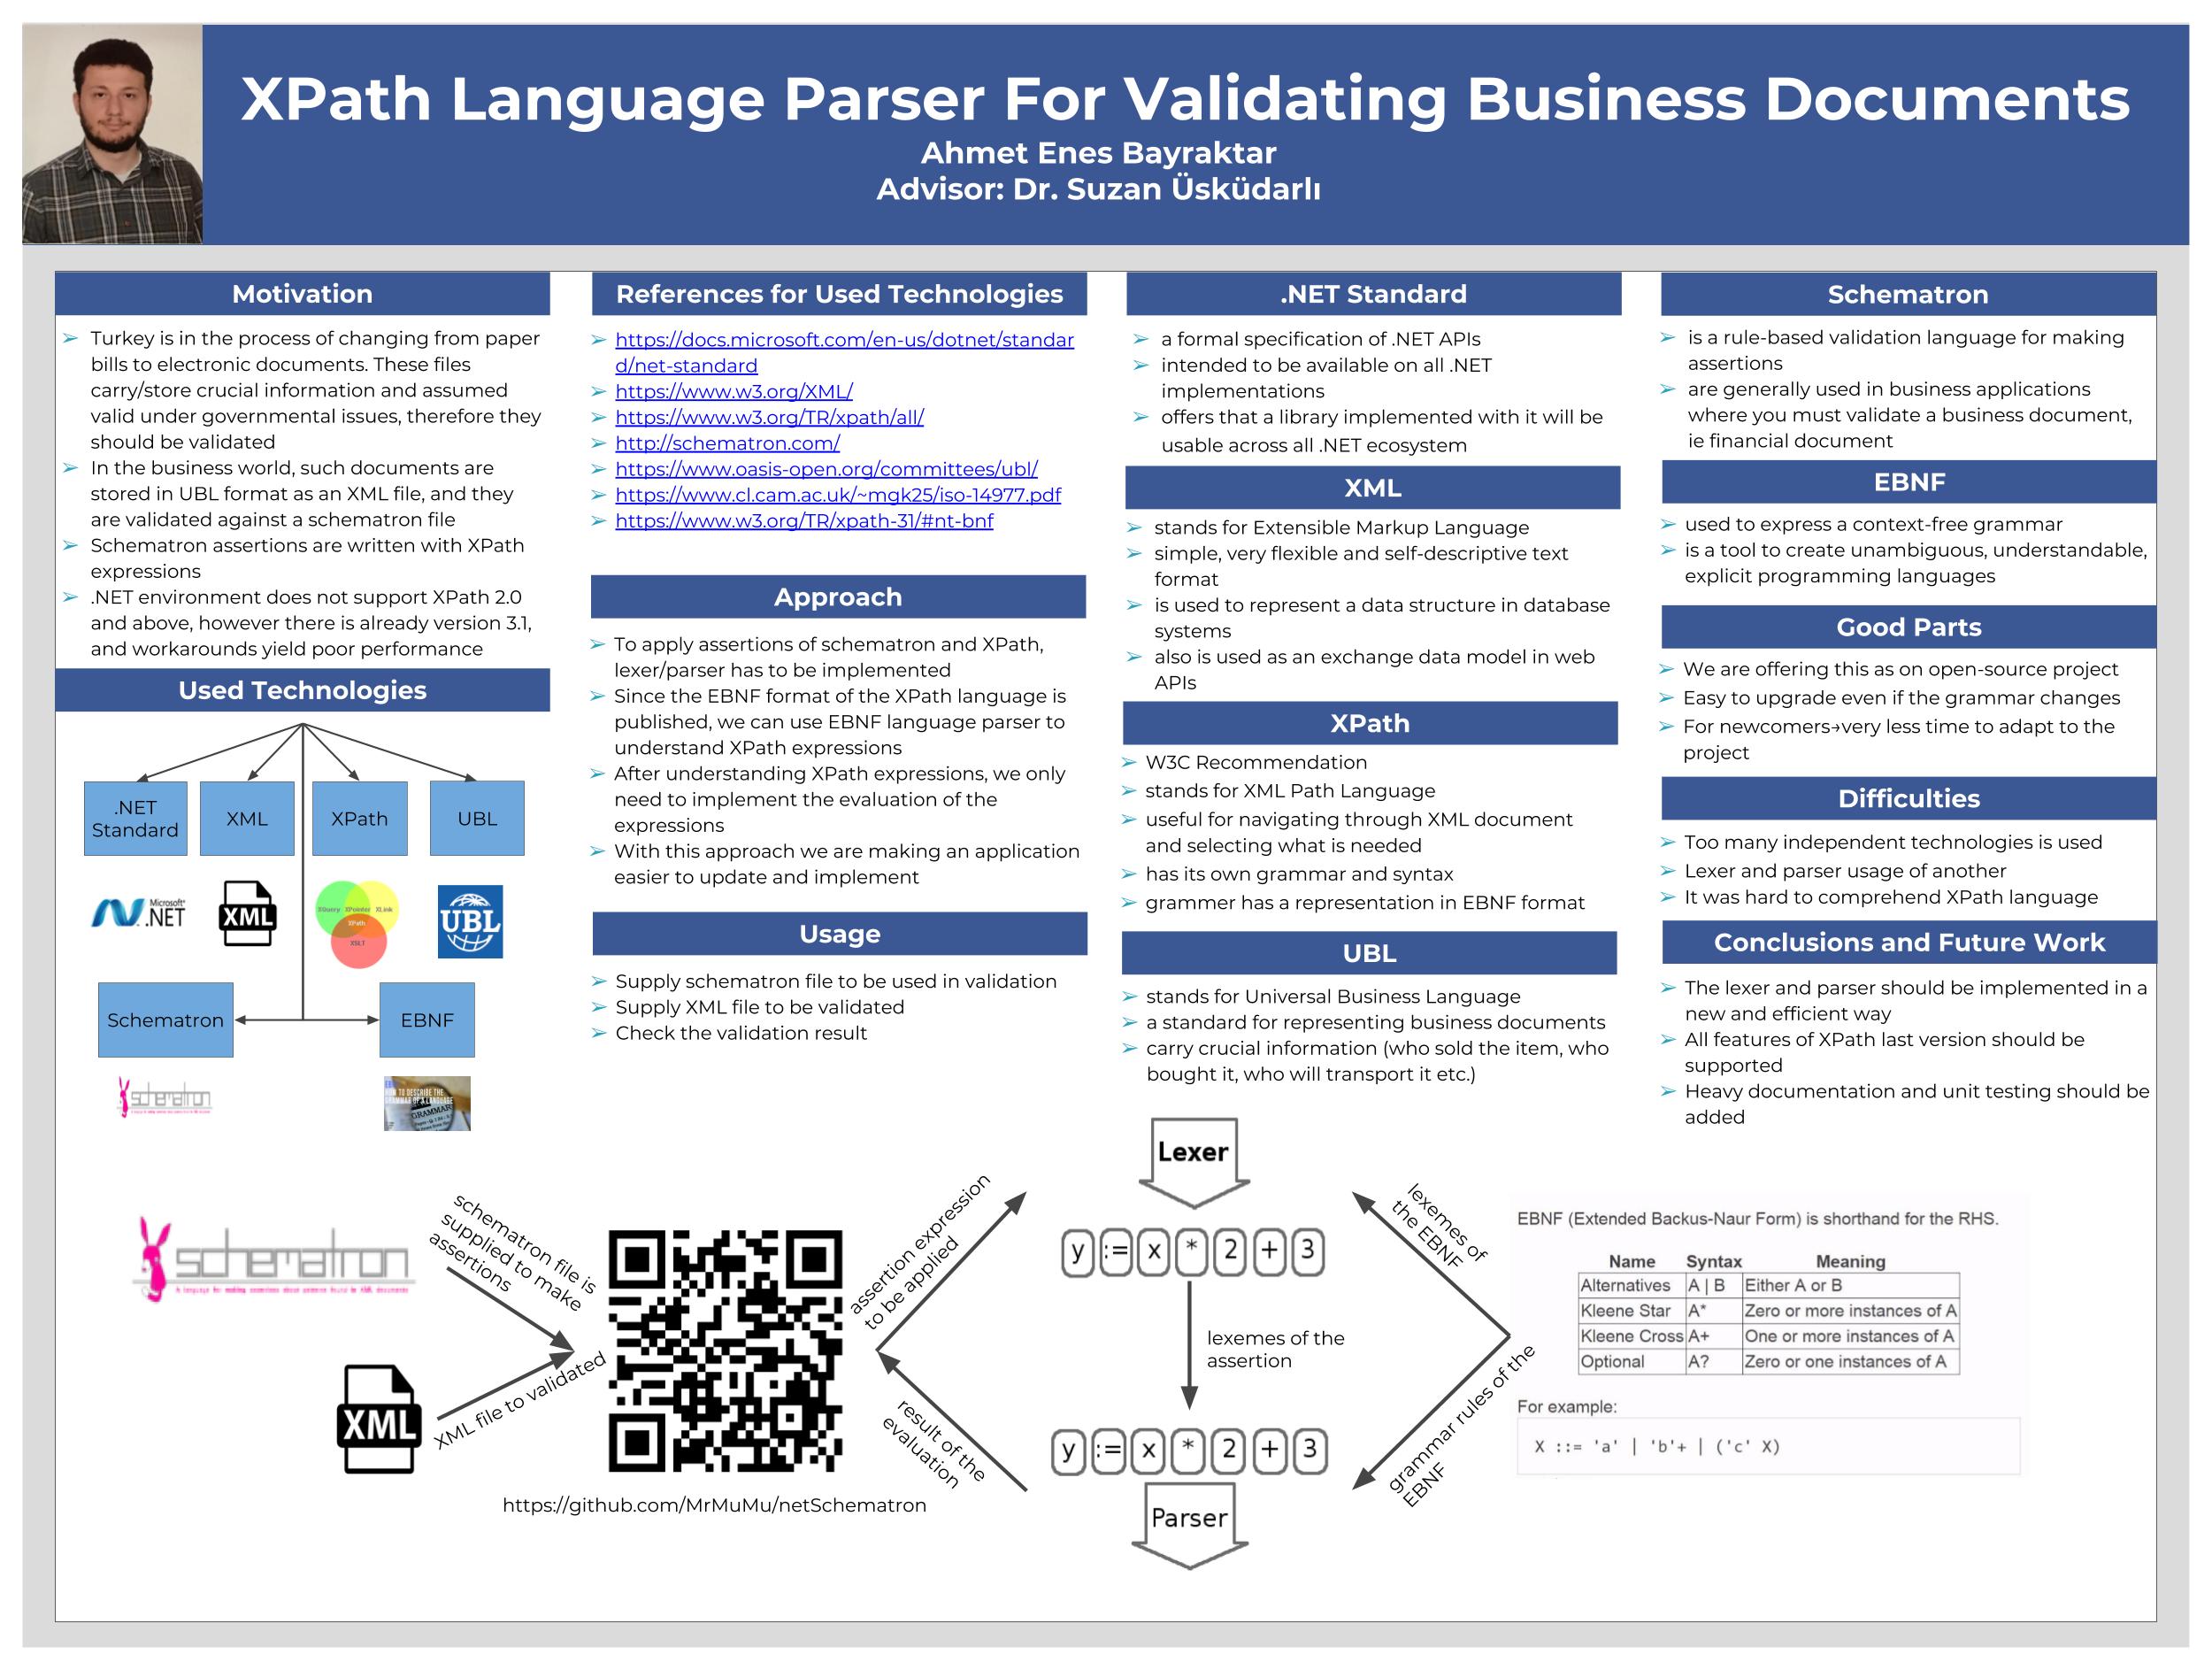 XPath Language Parser For Validating Business Documents
Ahmet Enes Bayraktar
Advisor: Dr. Suzan Üsküdarlı
Motivation
➢ Turkey is in the process of changing from paper
bills to electronic documents. These files
carry/store crucial information and assumed
valid under governmental issues, therefore they
should be validated
➢ In the business world, such documents are
stored in UBL format as an XML file, and they
are validated against a schematron file
➢ Schematron assertions are written with XPath
expressions
➢ .NET environment does not support XPath 2.0
and above, however there is already version 3.1,
and workarounds yield poor performance
Used Technologies
.NET
Standard
XML
XPath
UBL
Microsoft
.NET
XML
XQuery XPointer XLink
XPath
XSLT
UBL
Schematron
EBNF
schematron
HOW TO DESCRIBE THE
GRAMMAR OF A LANGUAGE
GRAMMAR
References for Used Technologies
➢ https://docs.microsoft.com/en-us/dotnet/standar
d/net-standard
➢ https://www.w3.org/XML/
➢ https://www.w3.org/TR/xpath/all/
➢ http://schematron.com/
➢ https://www.oasis-open.org/committees/ubl/
➢ https://www.cl.cam.ac.uk/~mgk25/iso-14977.pdf
➢ https://www.w3.org/TR/xpath-31/#nt-bnf
Approach
➢ To apply assertions of schematron and XPath,
lexer/parser has to be implemented
➢ Since the EBNF format of the XPath language is
published, we can use EBNF language parser to
understand XPath expressions
➢ After understanding XPath expressions, we only
need to implement the evaluation of the
expressions
➢ With this approach we are making an application
easier to update and implement
Usage
➢ Supply schematron file to be used in validation
➢ Supply XML file to be validated
➢ Check the validation result
.NET Standard
➢ a formal specification of .NET APIs
➢ intended to be available on all .NET
implementations
➢ offers that a library implemented with it will be
usable across all .NET ecosystem
XML
➢ stands for Extensible Markup Language
➢ simple, very flexible and self-descriptive text
format
➢ is used to represent a data structure in database
systems
➢ also is used as an exchange data model in web
APIs
XPath
➢ W3C Recommendation
➢ stands for XML Path Language
➢ useful for navigating through XML document
and selecting what is needed
➢ has its own grammar and syntax
➢ grammer has a representation in EBNF format
UBL
➢ stands for Universal Business Language
➢ a standard for representing business documents
➢ carry crucial information (who sold the item, who
bought it, who will transport it etc.)
Schematron
➢ is a rule-based validation language for making
assertions
➢ are generally used in business applications
where you must validate a business document,
ie financial document
EBNF
➢ used to express a context-free grammar
➢ is a tool to create unambiguous, understandable,
explicit programming languages
Good Parts
➢ We are offering this as on open-source project
➢ Easy to upgrade even if the grammar changes
➢ For newcomers→very less time to adapt to the
project
Difficulties
➢ Too many independent technologies is used
➢ Lexer and parser usage of another
➢ It was hard to comprehend XPath language
Conclusions and Future Work
➢ The lexer and parser should be implemented in a
new and efficient way
➢ All features of XPath last version should be
supported
➢ Heavy documentation and unit testing should be
added
schematron
A language for making assertions about patterns found in XML documents
schematron file is
supplied to make
assertions
XML
XML file to validated
https://github.com/MrMuMu/netSchematron
assertion expression
to be applied
result of the
evaluation
Lexer
y := x * 2 + 3
lexemes of the
assertion
y := x * 2 + 3
Parser
lexemes of
the EBNF
grammar rules of the
EBNF
EBNF (Extended Backus-Naur Form) is shorthand for the RHS.
Name Syntax Meaning
Alternatives A | B Either A or B
Kleene Star A* Zero or more instances of A
Kleene Cross A+ One or more instances of A
Optional A? Zero or one instances of A
For example:
X ::= 'a' | 'b'+ | ('c' X)